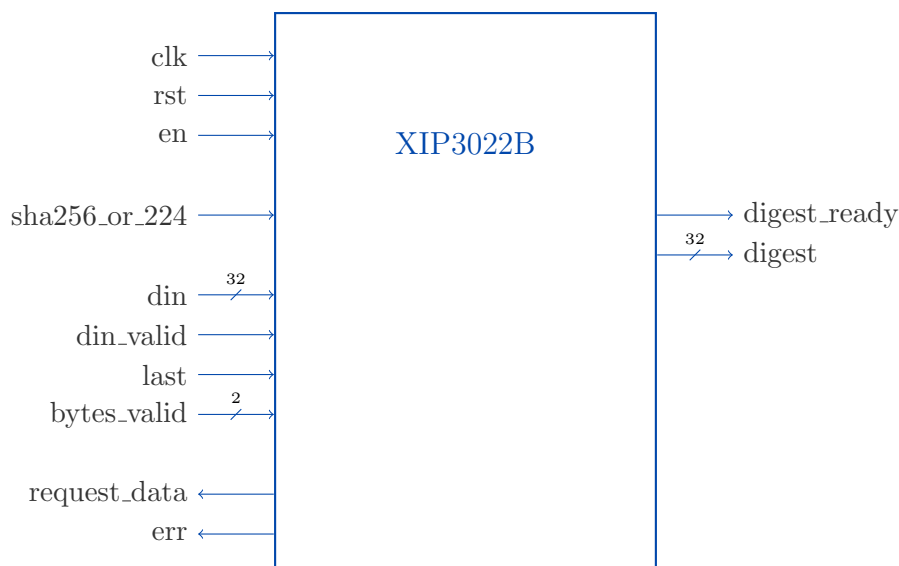 clk
rst
en
XIP3022B
sha256_or_224
digest_ready
32
digest
32
din
din_valid
last
2
bytes_valid
request_data
err